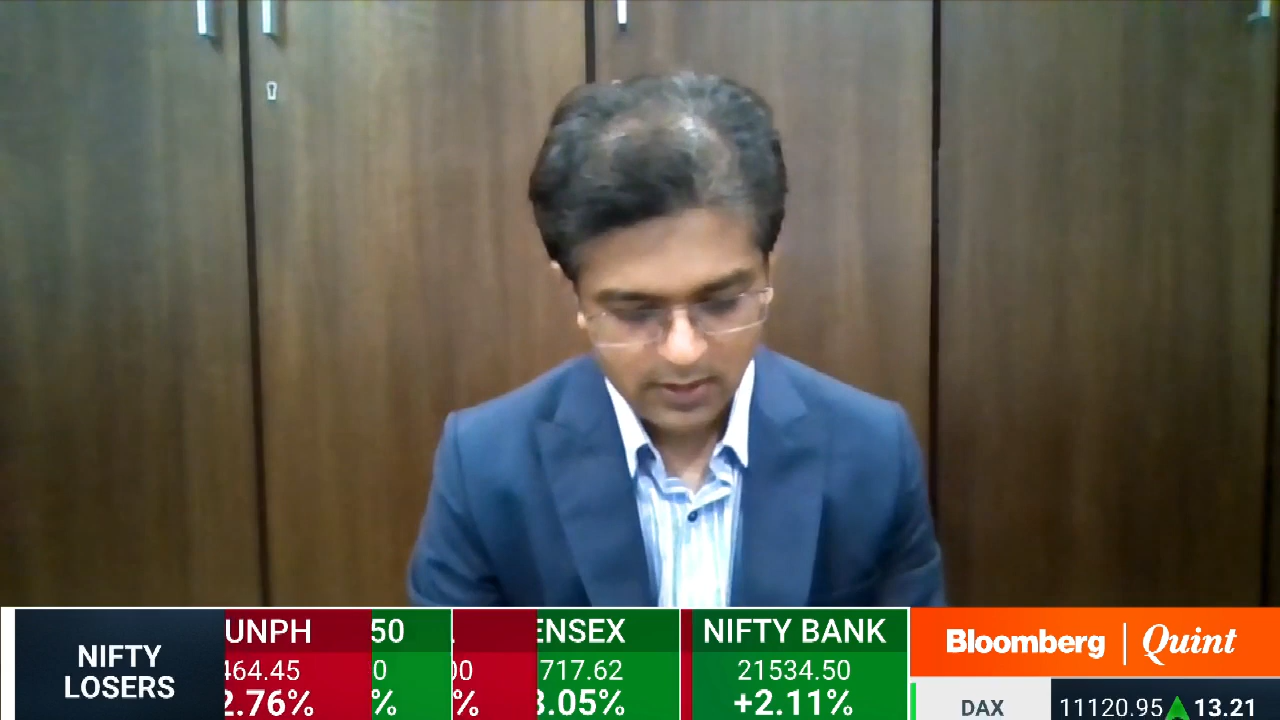 NIFTY
LOSERS
UNPH
464.45
2.76%
50
0
%
00
%
ENSEX
717.62
3.05%
NIFTY BANK
21534.50
+2.11%
Bloomberg | Quint
DAX 11120.95 ▲ 13.21